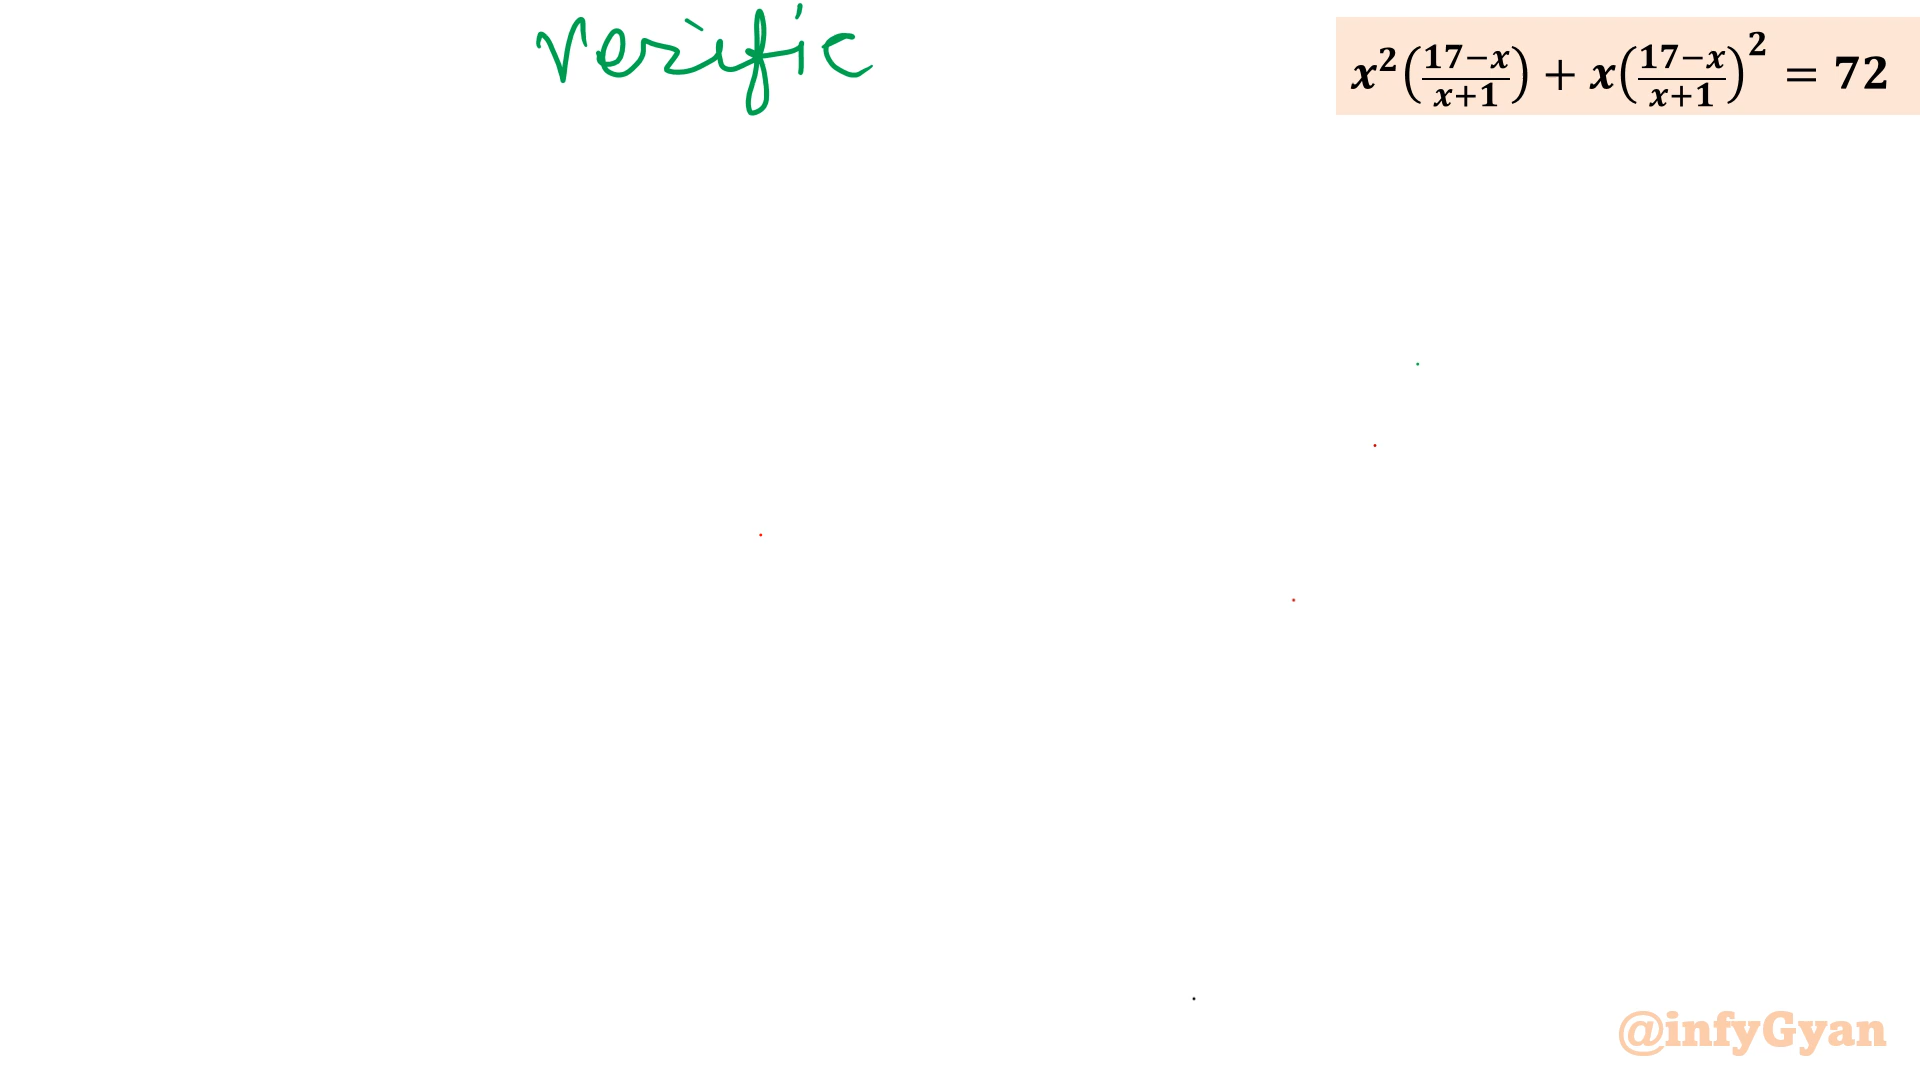 verific
x²((17−x)/(x+1)) + x((17−x)/(x+1))² = 72
@infyGyan